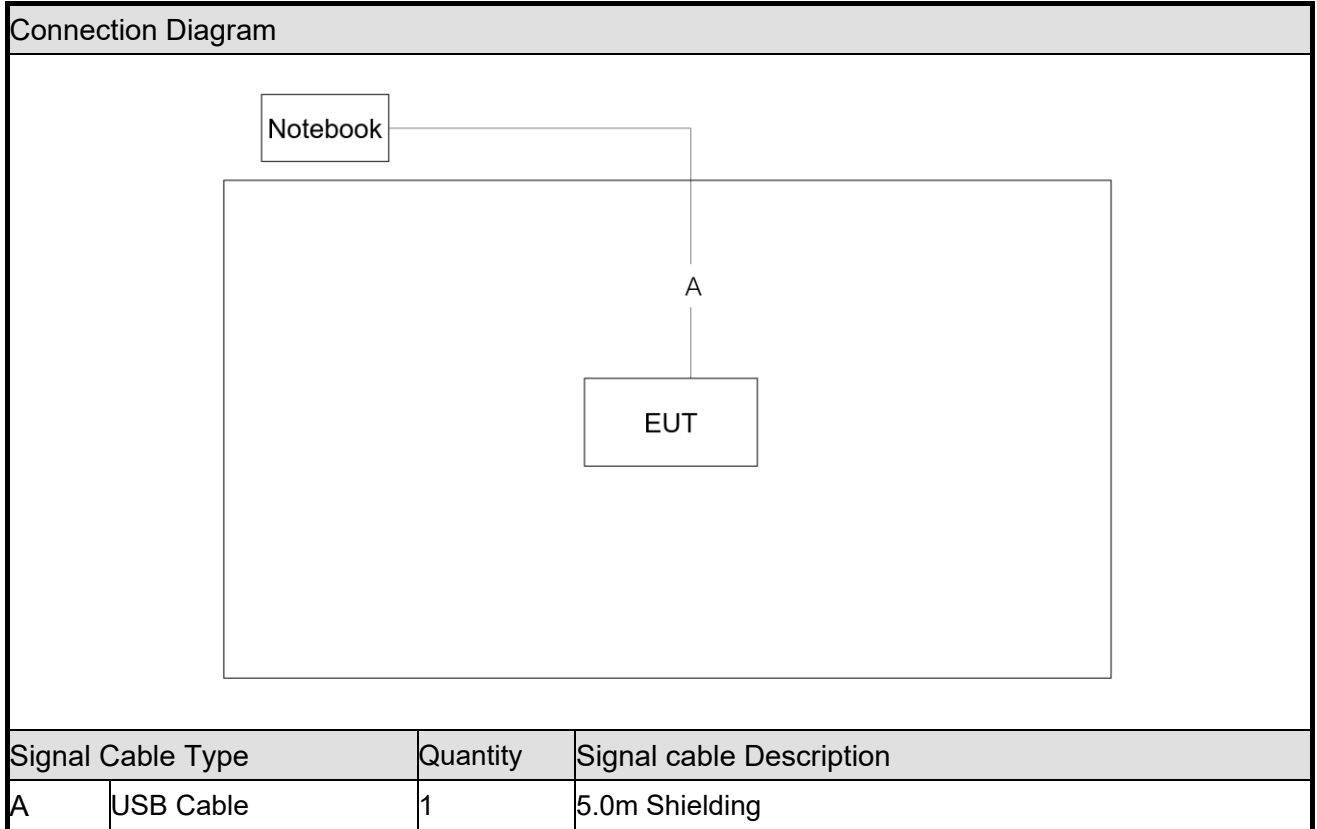 Connection Diagram
Notebook
A
EUT
Signal Cable Type Quantity Signal cable Description
A USB Cable 1 5.0m Shielding